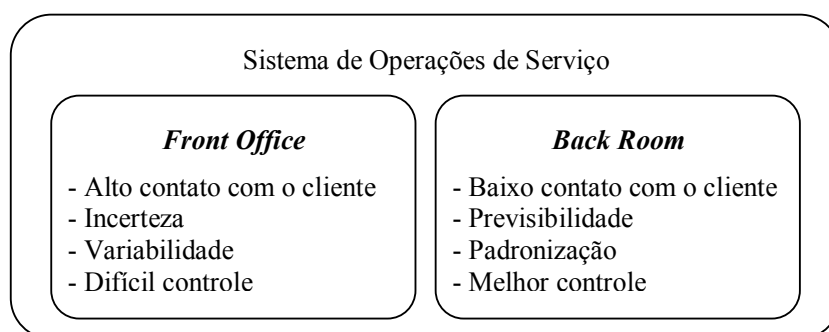 Sistema de Operações de Serviço
Front Office
- Alto contato com o cliente
- Incerteza
- Variabilidade
- Difícil controle
Back Room
- Baixo contato com o cliente
- Previsibilidade
- Padronização
- Melhor controle